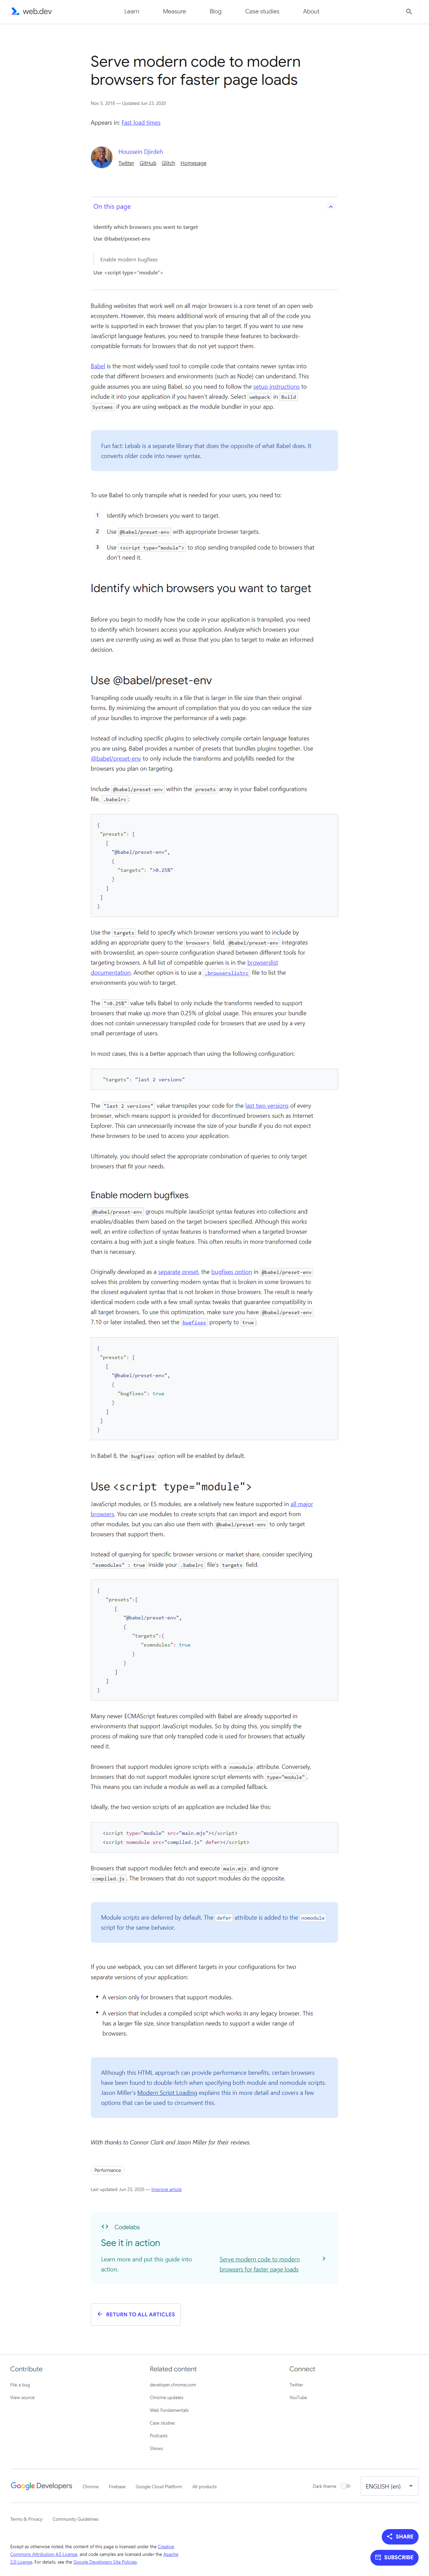 web.dev
Learn Measure Blog Case studies About
Serve modern code to modern
browsers for faster page loads
Nov 5, 2018 — Updated Jun 23, 2020
Appears in: Fast load times
Houssein Djirdeh
Twitter GitHub Glitch Homepage
On this page
Identify which browsers you want to target
Use @babel/preset-env
Enable modern bugfixes
Use <script type="module">
Building websites that work well on all major browsers is a core tenet of an open web
ecosystem. However, this means additional work of ensuring that all of the code you
write is supported in each browser that you plan to target. If you want to use new
JavaScript language features, you need to transpile these features to backwards-
compatible formats for browsers that do not yet support them.
Babel is the most widely used tool to compile code that contains newer syntax into
code that different browsers and environments (such as Node) can understand. This
guide assumes you are using Babel, so you need to follow the setup instructions to
include it into your application if you haven't already. Select webpack in Build
Systems if you are using webpack as the module bundler in your app.
Fun fact: Lebab is a separate library that does the opposite of what Babel does. It
converts older code into newer syntax.
To use Babel to only transpile what is needed for your users, you need to:
1 Identify which browsers you want to target.
2 Use @babel/preset-env with appropriate browser targets.
3 Use <script type="module"> to stop sending transpiled code to browsers that
don't need it.
Identify which browsers you want to target
Before you begin to modify how the code in your application is transpiled, you need
to identify which browsers access your application. Analyze which browsers your
users are currently using as well as those that you plan to target to make an informed
decision.
Use @babel/preset-env
Transpiling code usually results in a file that is larger in file size than their original
forms. By minimizing the amount of compilation that you do you can reduce the size
of your bundles to improve the performance of a web page.
Instead of including specific plugins to selectively compile certain language features
you are using, Babel provides a number of presets that bundles plugins together. Use
@babel/preset-env to only include the transforms and polyfills needed for the
browsers you plan on targeting.
Include @babel/preset-env within the presets array in your Babel configurations
file, .babelrc:
{
"presets": [
[
"@babel/preset-env",
{
"targets": ">0.25%"
}
]
]
}
Use the targets field to specify which browser versions you want to include by
adding an appropriate query to the browsers field. @babel/preset-env integrates
with browserslist, an open-source configuration shared between different tools for
targeting browsers. A full list of compatible queries is in the browserslist
documentation. Another option is to use a .browserslistrc file to list the
environments you wish to target.
The ">0.25%" value tells Babel to only include the transforms needed to support
browsers that make up more than 0.25% of global usage. This ensures your bundle
does not contain unnecessary transpiled code for browsers that are used by a very
small percentage of users.
In most cases, this is a better approach than using the following configuration:
"targets": "last 2 versions"
The "last 2 versions" value transpiles your code for the last two versions of every
browser, which means support is provided for discontinued browsers such as Internet
Explorer. This can unnecessarily increase the size of your bundle if you do not expect
these browsers to be used to access your application.
Ultimately, you should select the appropriate combination of queries to only target
browsers that fit your needs.
Enable modern bugfixes
@babel/preset-env groups multiple JavaScript syntax features into collections and
enables/disables them based on the target browsers specified. Although this works
well, an entire collection of syntax features is transformed when a targeted browser
contains a bug with just a single feature. This often results in more transformed code
than is necessary.
Originally developed as a separate preset, the bugfixes option in @babel/preset-env
solves this problem by converting modern syntax that is broken in some browsers to
the closest equivalent syntax that is not broken in those browsers. The result is nearly
identical modern code with a few small syntax tweaks that guarantee compatibility in
all target browsers. To use this optimization, make sure you have @babel/preset-env
7.10 or later installed, then set the bugfixes property to true:
{
"presets": [
[
"@babel/preset-env",
{
"bugfixes": true
}
]
]
}
In Babel 8, the bugfixes option will be enabled by default.
Use <script type="module">
JavaScript modules, or ES modules, are a relatively new feature supported in all major
browsers. You can use modules to create scripts that can import and export from
other modules, but you can also use them with @babel/preset-env to only target
browsers that support them.
Instead of querying for specific browser versions or market share, consider specifying
"esmodules" : true inside your .babelrc file's targets field.
{
"presets":[
[
"@babel/preset-env",
{
"targets":{
"esmodules": true
}
}
]
]
}
Many newer ECMAScript features compiled with Babel are already supported in
environments that support JavaScript modules. So by doing this, you simplify the
process of making sure that only transpiled code is used for browsers that actually
need it.
Browsers that support modules ignore scripts with a nomodule attribute. Conversely,
browsers that do not support modules ignore script elements with type="module".
This means you can include a module as well as a compiled fallback.
Ideally, the two version scripts of an application are included like this:
<script type="module" src="main.mjs"></script>
<script nomodule src="compiled.js" defer></script>
Browsers that support modules fetch and execute main.mjs and ignore
compiled.js. The browsers that do not support modules do the opposite.
Module scripts are deferred by default. The defer attribute is added to the nomodule
script for the same behavior.
If you use webpack, you can set different targets in your configurations for two
separate versions of your application:
• A version only for browsers that support modules.
• A version that includes a compiled script which works in any legacy browser. This
has a larger file size, since transpilation needs to support a wider range of
browsers.
Although this HTML approach can provide performance benefits, certain browsers
have been found to double-fetch when specifying both module and nomodule scripts.
Jason Miller's Modern Script Loading explains this in more detail and covers a few
options that can be used to circumvent this.
With thanks to Connor Clark and Jason Miller for their reviews.
Performance
Last updated: Jun 23, 2020 — Improve article
Codelabs
See it in action
Learn more and put this guide into
action.
Serve modern code to modern
browsers for faster page loads
RETURN TO ALL ARTICLES
Contribute
File a bug
View source
Related content
developer.chrome.com
Chrome updates
Web Fundamentals
Case studies
Podcasts
Shows
Connect
Twitter
YouTube
Google Developers Chrome Firebase Google Cloud Platform All products
Dark theme
ENGLISH (en)
Terms & Privacy Community Guidelines
SHARE
SUBSCRIBE
Except as otherwise noted, the content of this page is licensed under the Creative
Commons Attribution 4.0 License, and code samples are licensed under the Apache
2.0 License. For details, see the Google Developers Site Policies.